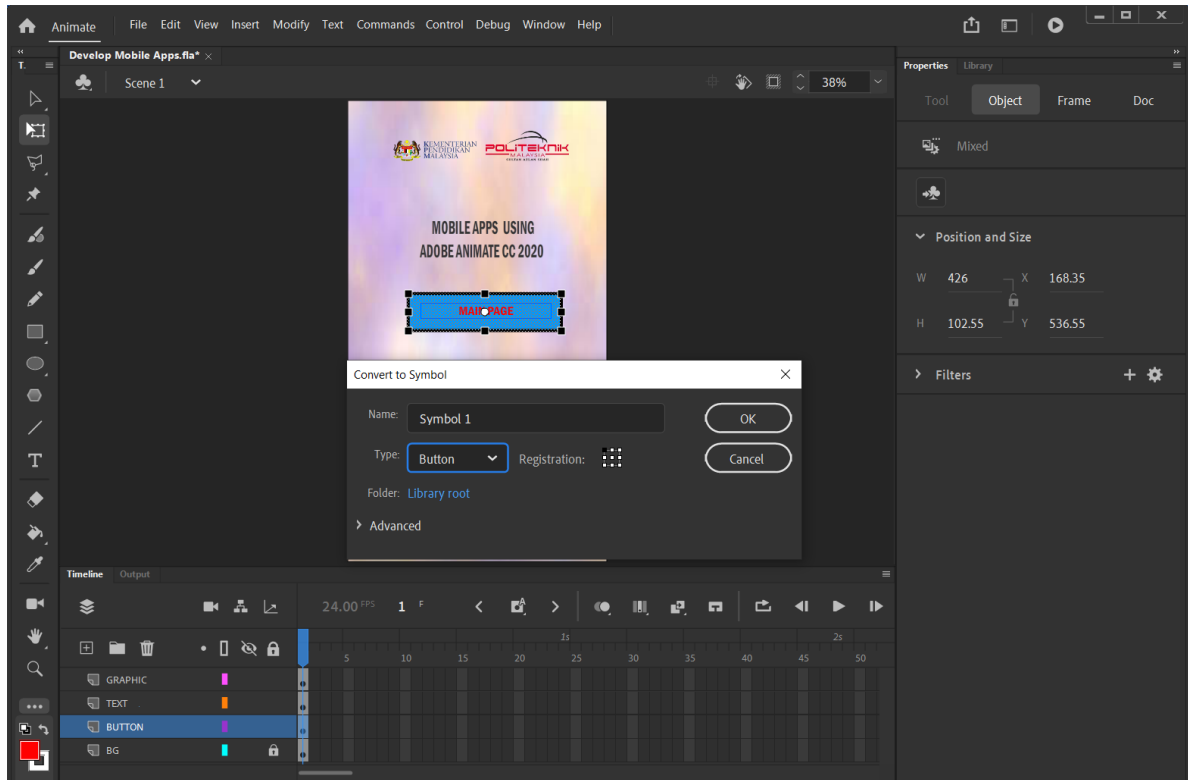 Animate File Edit View Insert Modify Text Commands Control Debug Window Help
T.
Develop Mobile Apps.fla*
Scene 1
38%
Properties Library
Tool Object Frame Doc
Mixed
KEMENTERIAN
PENDIDIKAN
MALAYSIA
POLITEKNIK
MALAYSIA
MOBILE APPS USING
ADOBE ANIMATE CC 2020
MAIN PAGE
Position and Size
W 426 X 168.35
H 102.55 Y 536.55
Filters
Convert to Symbol
Name: Symbol 1
OK
Type: Button
Registration:
Cancel
Folder: Library root
Advanced
T
Timeline Output
24.00 FPS 1 F
1s 2s
5 10 15 20 25 30 35 40 45 50
GRAPHIC
TEXT
BUTTON
BG